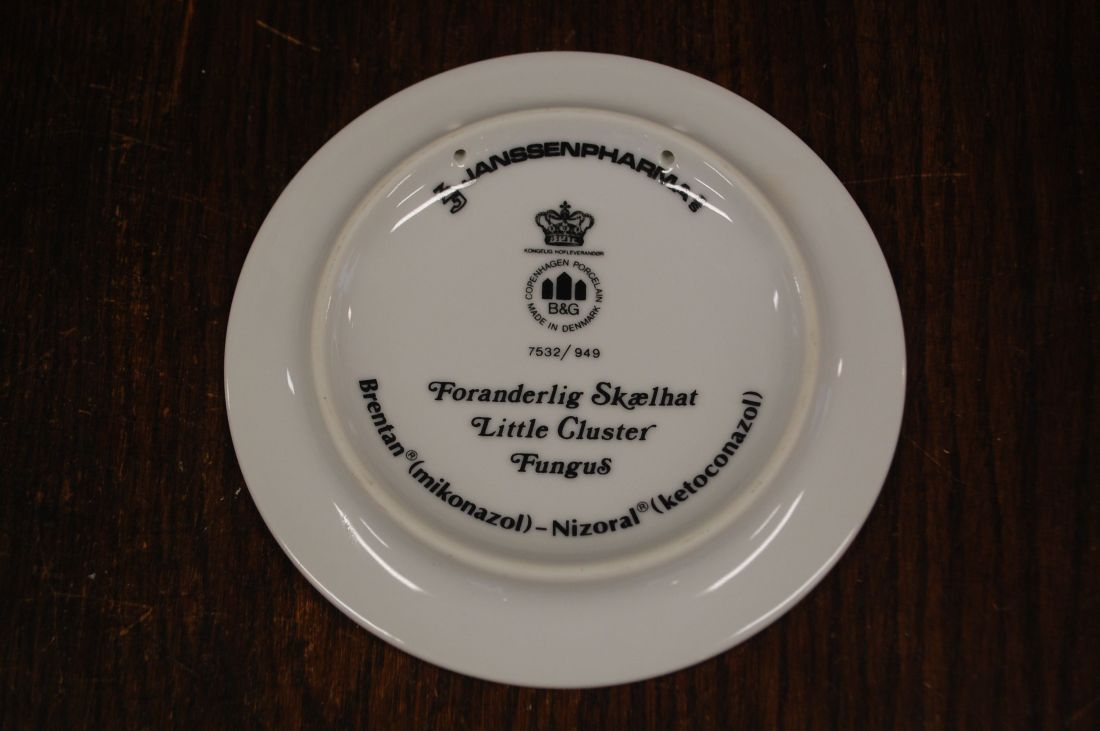 JANSSENPHARMA
KONGELIG HOFLEVERANDØR
COPENHAGEN PORCELAIN
B&G
MADE IN DENMARK
7532/949
Foranderlig Skælhat
Little Cluster
Fungus
Brentan® (mikonazol) – Nizoral® (ketoconazol)